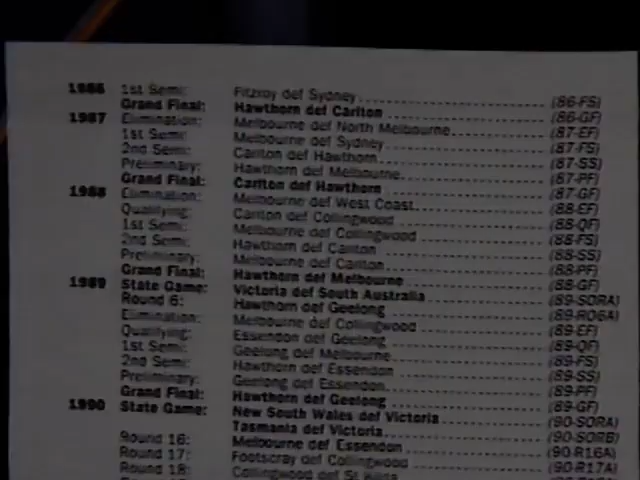 1986 1st Semi: Fitzroy def Sydney (86-FS)
Grand Final: Hawthorn def Carlton (86-GF)
1987 Elimination: Melbourne def North Melbourne (87-EF)
1st Semi: Melbourne def Sydney (87-FS)
2nd Semi: Carlton def Hawthorn (87-SS)
Preliminary: Hawthorn def Melbourne (87-PF)
Grand Final: Carlton def Hawthorn (87-GF)
1988 Elimination: Melbourne def West Coast (88-EF)
Qualifying: Carlton def Collingwood (88-QF)
1st Semi: Melbourne def Collingwood (88-FS)
2nd Semi: Hawthorn def Carlton (88-SS)
Preliminary: Melbourne def Carlton (88-PF)
Grand Final: Hawthorn def Melbourne (88-GF)
1989 State Game: Victoria def South Australia (89-SORA)
Round 6: Hawthorn def Geelong (89-RO6A)
Elimination: Melbourne def Collingwood (89-EF)
Qualifying: Essendon def Geelong (89-QF)
1st Semi: Geelong def Melbourne (89-FS)
2nd Semi: Hawthorn def Essendon (89-SS)
Preliminary: Geelong def Essendon (89-PF)
Grand Final: Hawthorn def Geelong (89-GF)
1990 State Game: New South Wales def Victoria (90-SORA)
Tasmania def Victoria (90-SORB)
Round 16: Melbourne def Essendon (90-R16A)
Round 17: Footscray def Collingwood (90-R17A)
Round 18: Collingwood def St Kilda